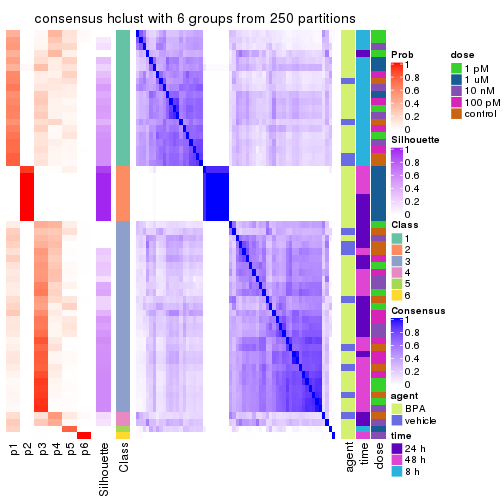 consensus hclust with 6 groups from 250 partitions
Prob
1
0.8
0.6
0.4
0.2
0
Silhouette
1
0.8
0.6
0.4
0.2
0
Class
1
2
3
4
5
6
Consensus
1
0.8
0.6
0.4
0.2
0
agent
BPA
vehicle
time
24 h
48 h
8 h
dose
1 pM
1 uM
10 nM
100 pM
control
p1
p2
p3
p4
p5
p6
Silhouette
Class
agent
time
dose